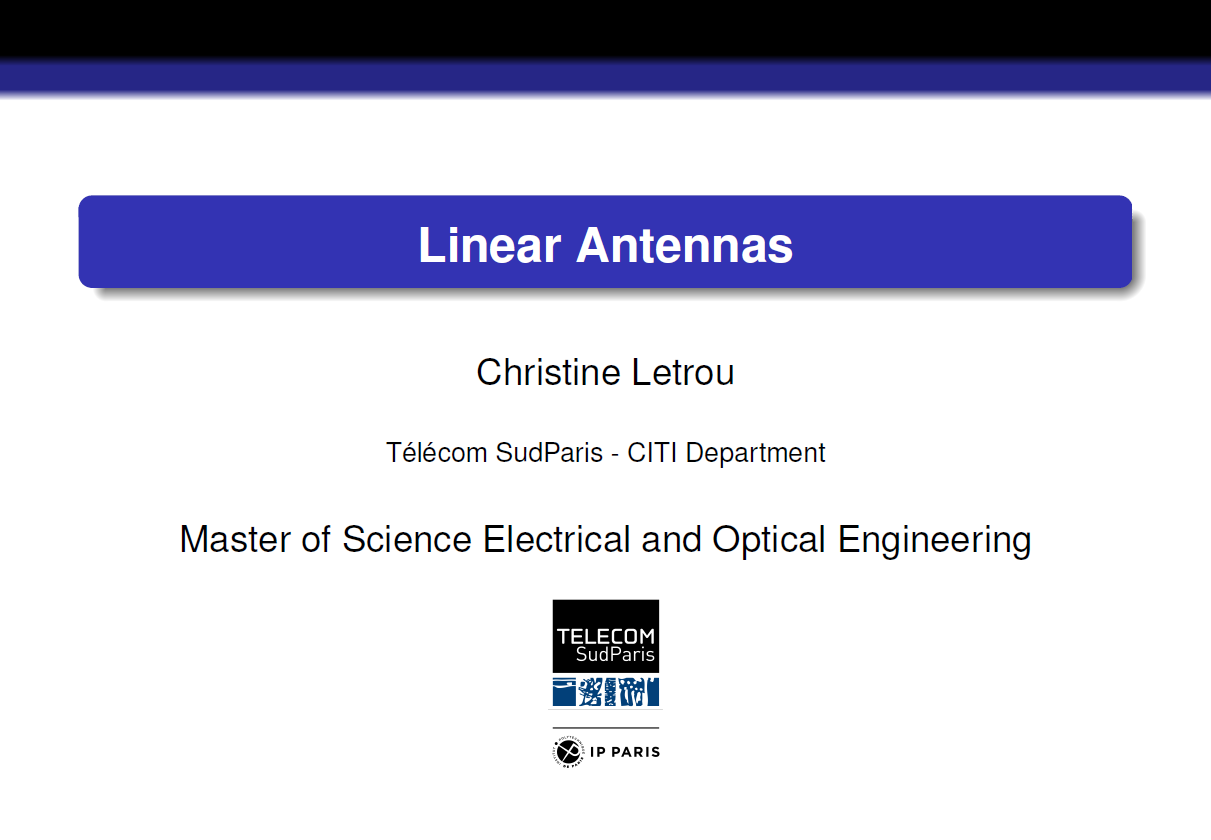 Linear Antennas
Christine Letrou
Télécom SudParis - CITI Department
Master of Science Electrical and Optical Engineering
TELECOM
SudParis
IP PARIS